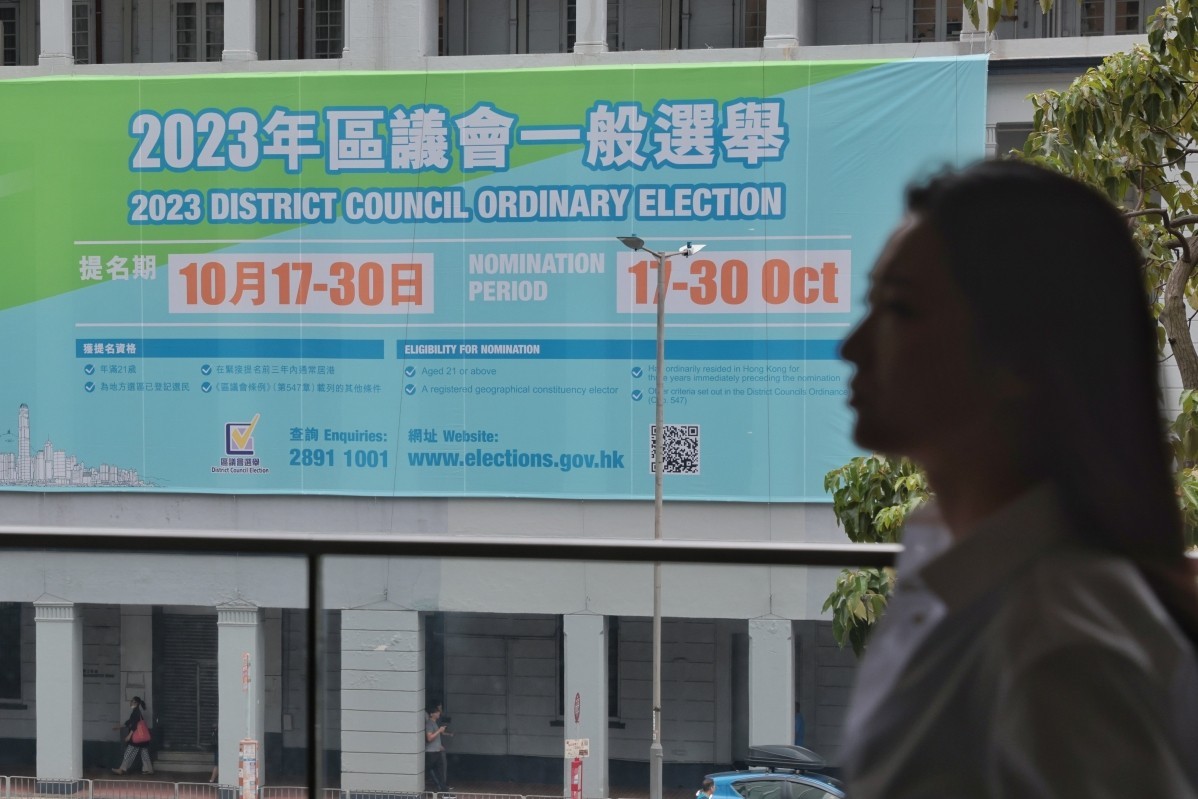 2023年區議會一般選舉
2023 DISTRICT COUNCIL ORDINARY ELECTION
提名期 10月17-30日 NOMINATION PERIOD 17-30 Oct
獲提名資格
年滿21歲
在緊接提名前三年內通常居港
為地方選區已登記選民
《區議會條例》(第547章)載列的其他條件
ELIGIBILITY FOR NOMINATION
Aged 21 or above
A registered geographical constituency elector
Have ordinarily resided in Hong Kong for
three years immediately preceding the nomination
Other criteria set out in the District Councils Ordinance
(Cap. 547)
區議會選舉
District Council Election
查詢 Enquiries:
2891 1001
網址 Website:
www.elections.gov.hk